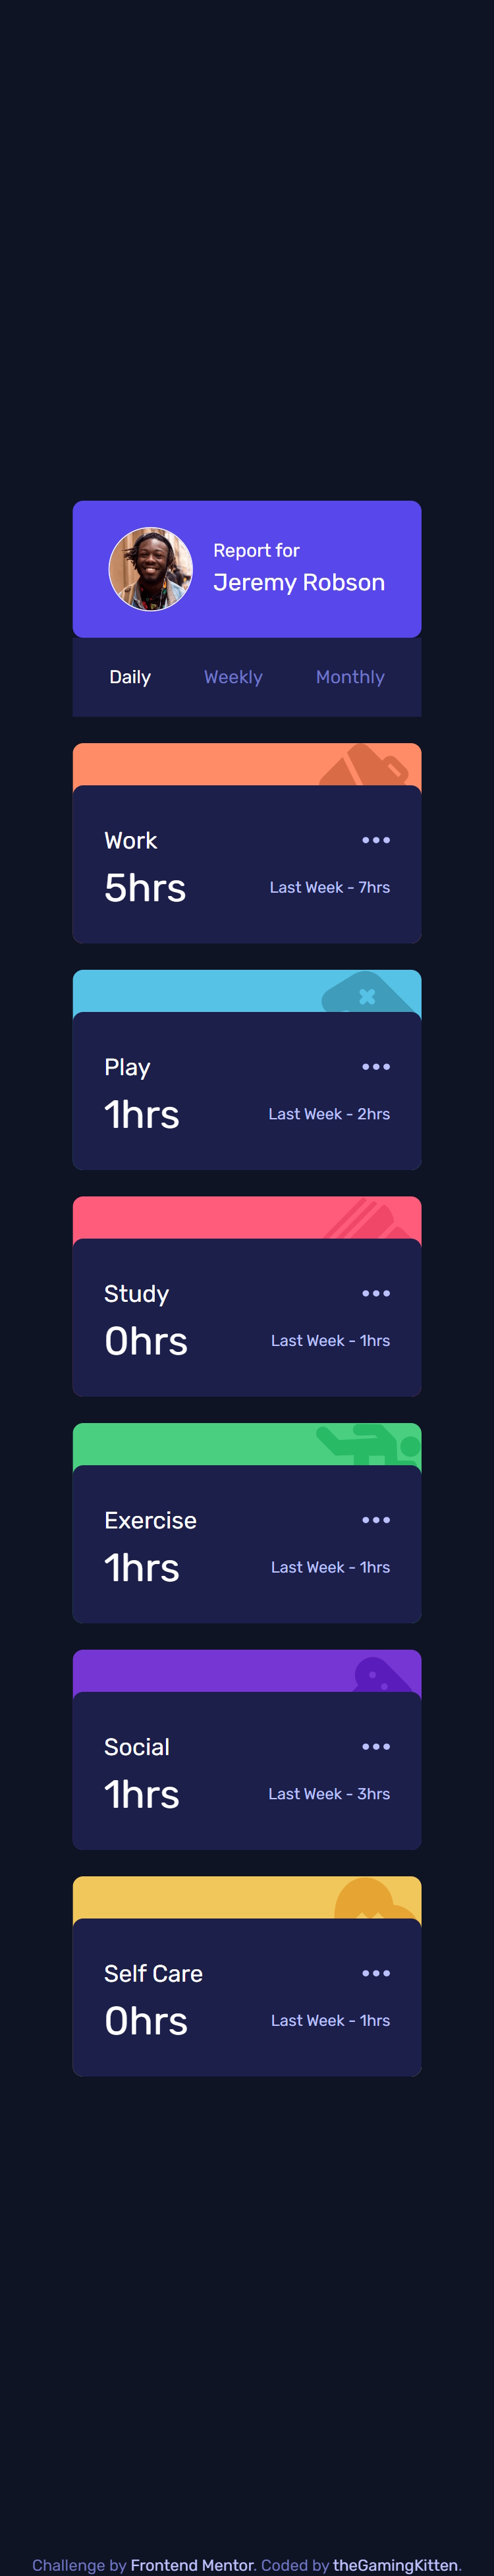 Report for
Jeremy Robson
Daily Weekly Monthly
Work
5hrs Last Week - 7hrs
Play
1hrs Last Week - 2hrs
Study
0hrs Last Week - 1hrs
Exercise
1hrs Last Week - 1hrs
Social
1hrs Last Week - 3hrs
Self Care
0hrs Last Week - 1hrs
Challenge by Frontend Mentor. Coded by theGamingKitten.